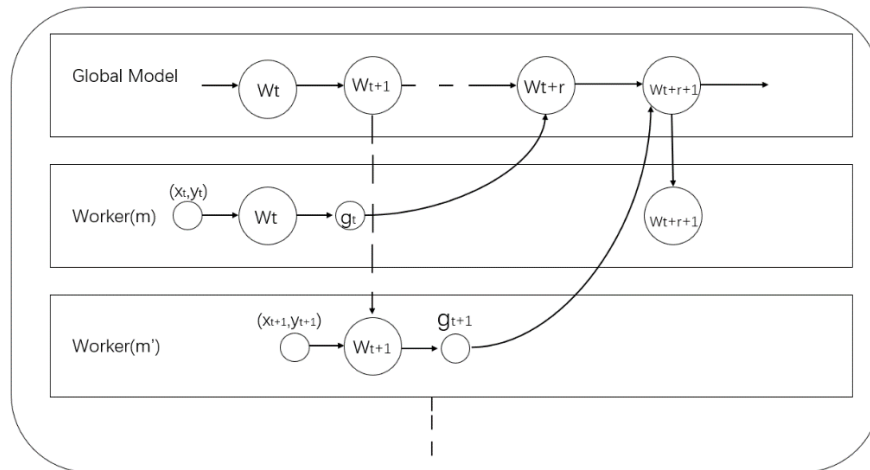 Global Model
Wt
Wt+1
Wt+r
Wt+r+1
(xt,yt)
Worker(m)
Wt
gt
Wt+r+1
(xt+1,yt+1)
gt+1
Worker(m')
Wt+1